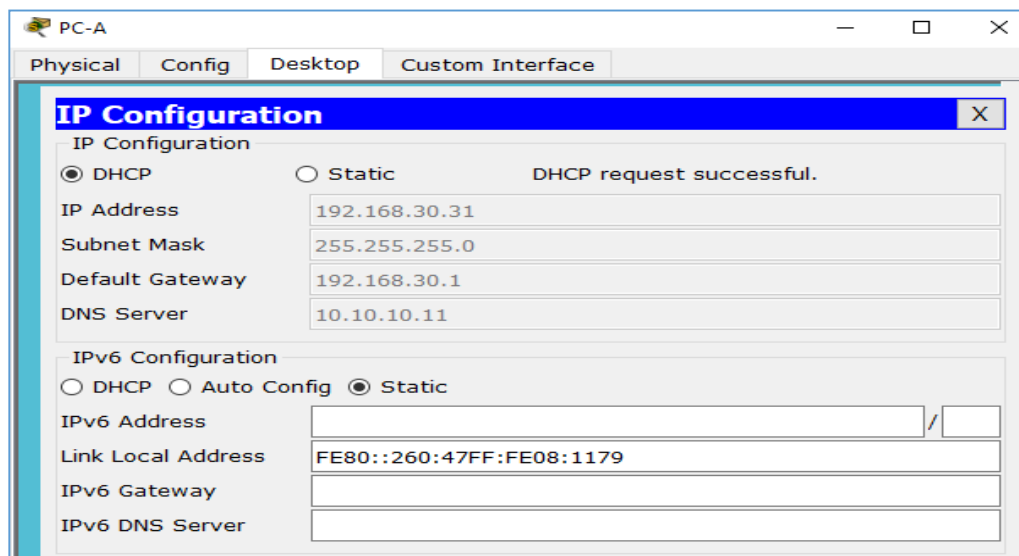 PC-A
Physical Config Desktop Custom Interface
IP Configuration X
IP Configuration
DHCP Static DHCP request successful.
IP Address 192.168.30.31
Subnet Mask 255.255.255.0
Default Gateway 192.168.30.1
DNS Server 10.10.10.11
IPv6 Configuration
DHCP Auto Config Static
IPv6 Address /
Link Local Address FE80::260:47FF:FE08:1179
IPv6 Gateway
IPv6 DNS Server